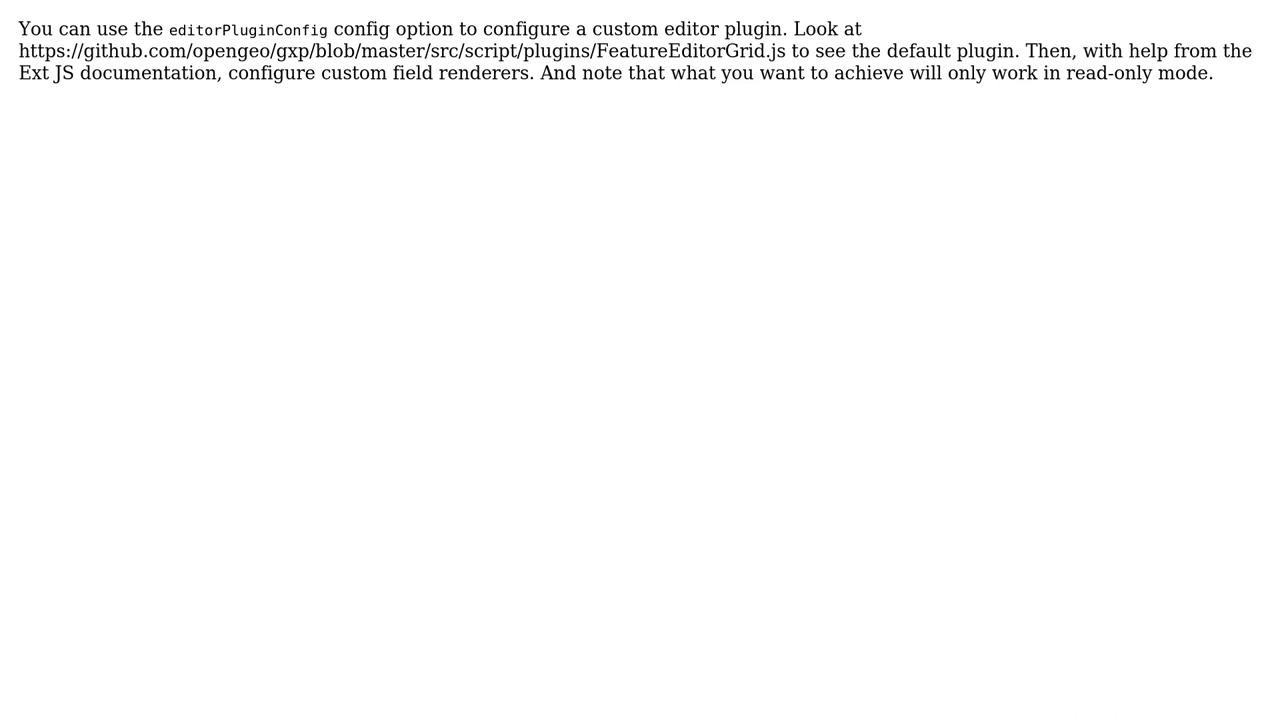 You can use the editorPluginConfig config option to configure a custom editor plugin. Look at
https://github.com/opengeo/gxp/blob/master/src/script/plugins/FeatureEditorGrid.js to see the default plugin. Then, with help from the
Ext JS documentation, configure custom field renderers. And note that what you want to achieve will only work in read-only mode.